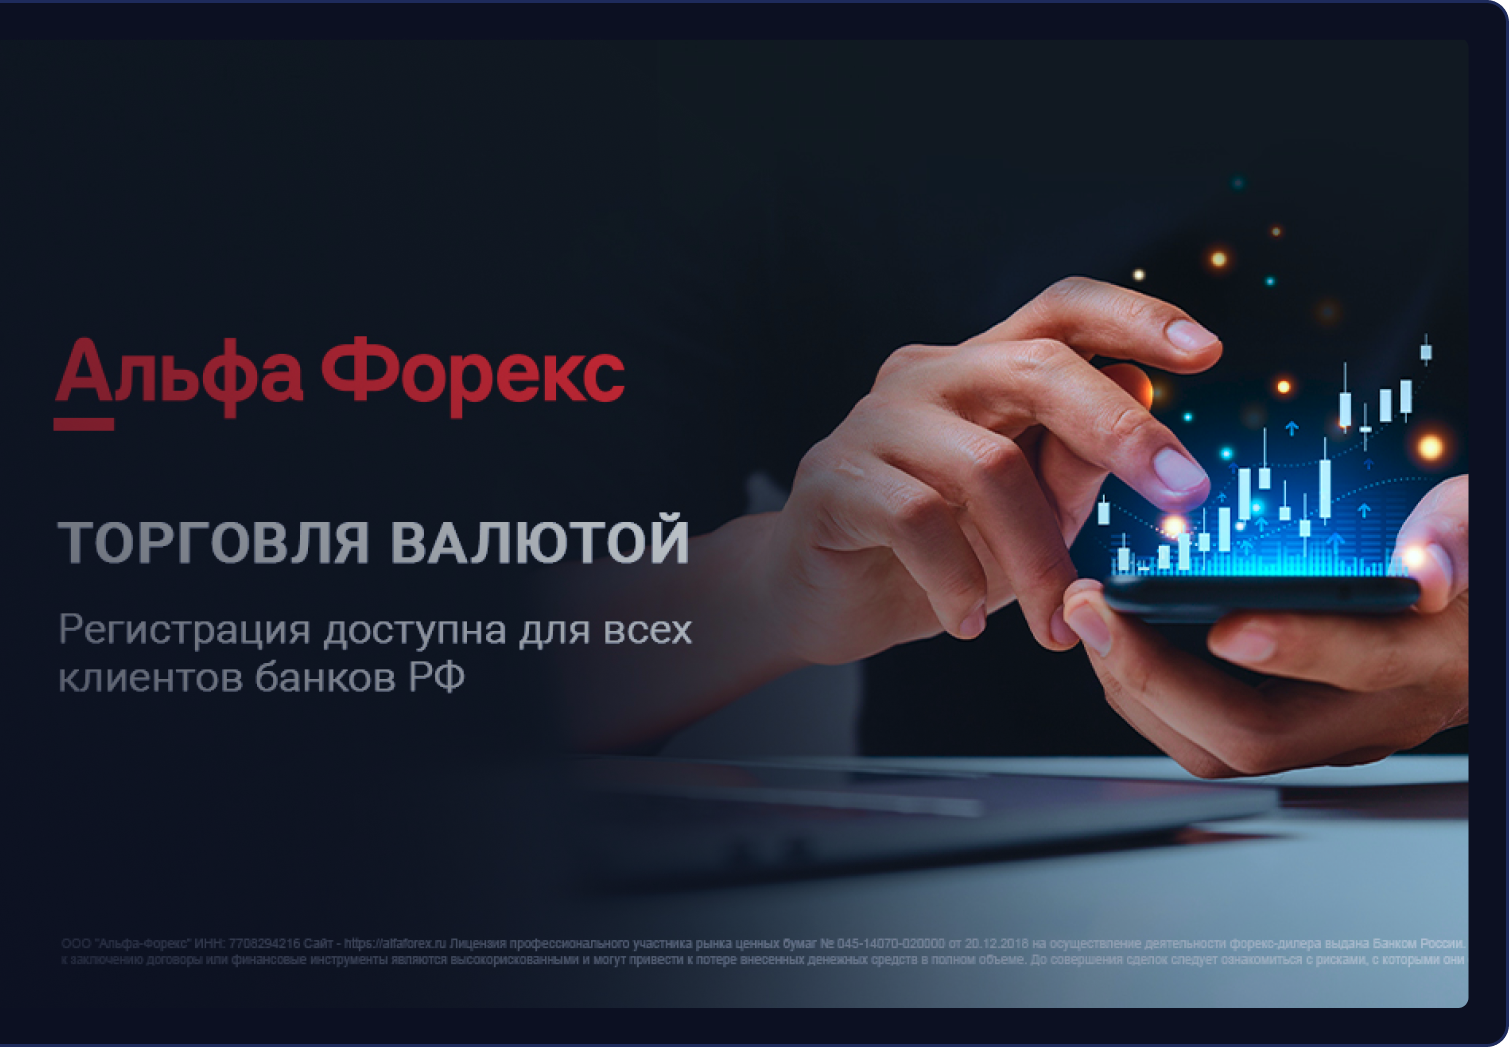 Альфа Форекс
ТОРГОВЛЯ ВАЛЮТОЙ
Регистрация доступна для всех
клиентов банков РФ
ООО "Альфа-Форекс" ИНН: 7708294216 Сайт - https://alfaforex.ru Лицензия профессионального участника рынка ценных бумаг № 045-14070-020000 от 20.12.2018 на осуществление деятельности форекс-дилера выдана Банком России.
к заключению договоры или финансовые инструменты являются высокорискованными и могут привести к потере внесенных денежных средств в полном объеме. До совершения сделок следует ознакомиться с рисками, с которыми они